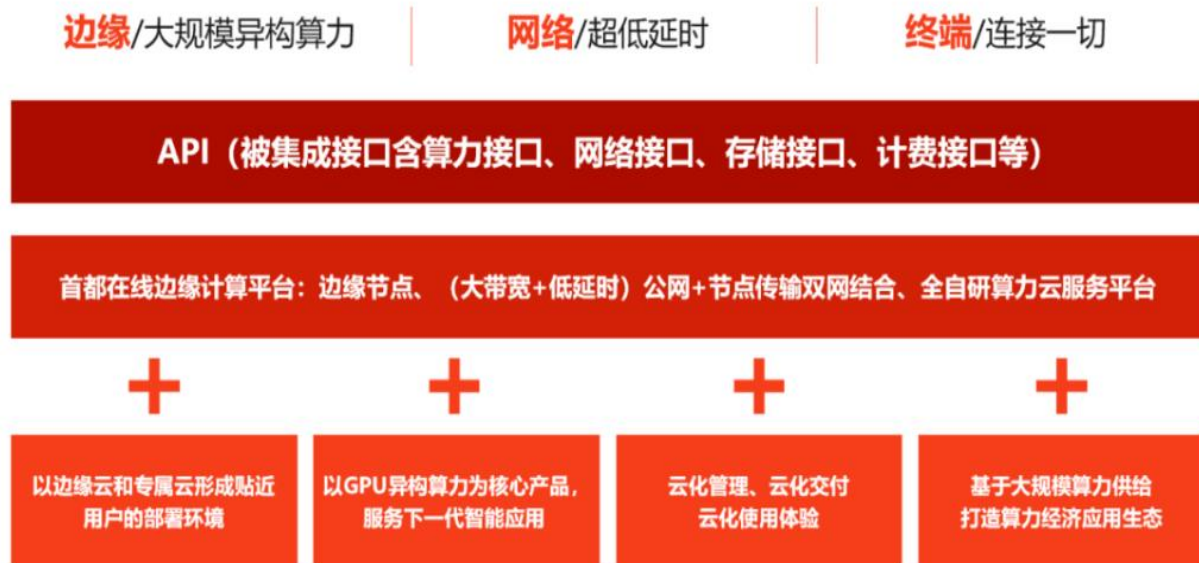 边缘/大规模异构算力
网络/超低延时
终端/连接一切
API（被集成接口含算力接口、网络接口、存储接口、计费接口等）
首都在线边缘计算平台：边缘节点、（大带宽+低延时）公网+节点传输双网结合、全自研算力云服务平台
+
+
+
+
以边缘云和专属云形成贴近
用户的部署环境
以GPU异构算力为核心产品，
服务下一代智能应用
云化管理、云化交付
云化使用体验
基于大规模算力供给
打造算力经济应用生态